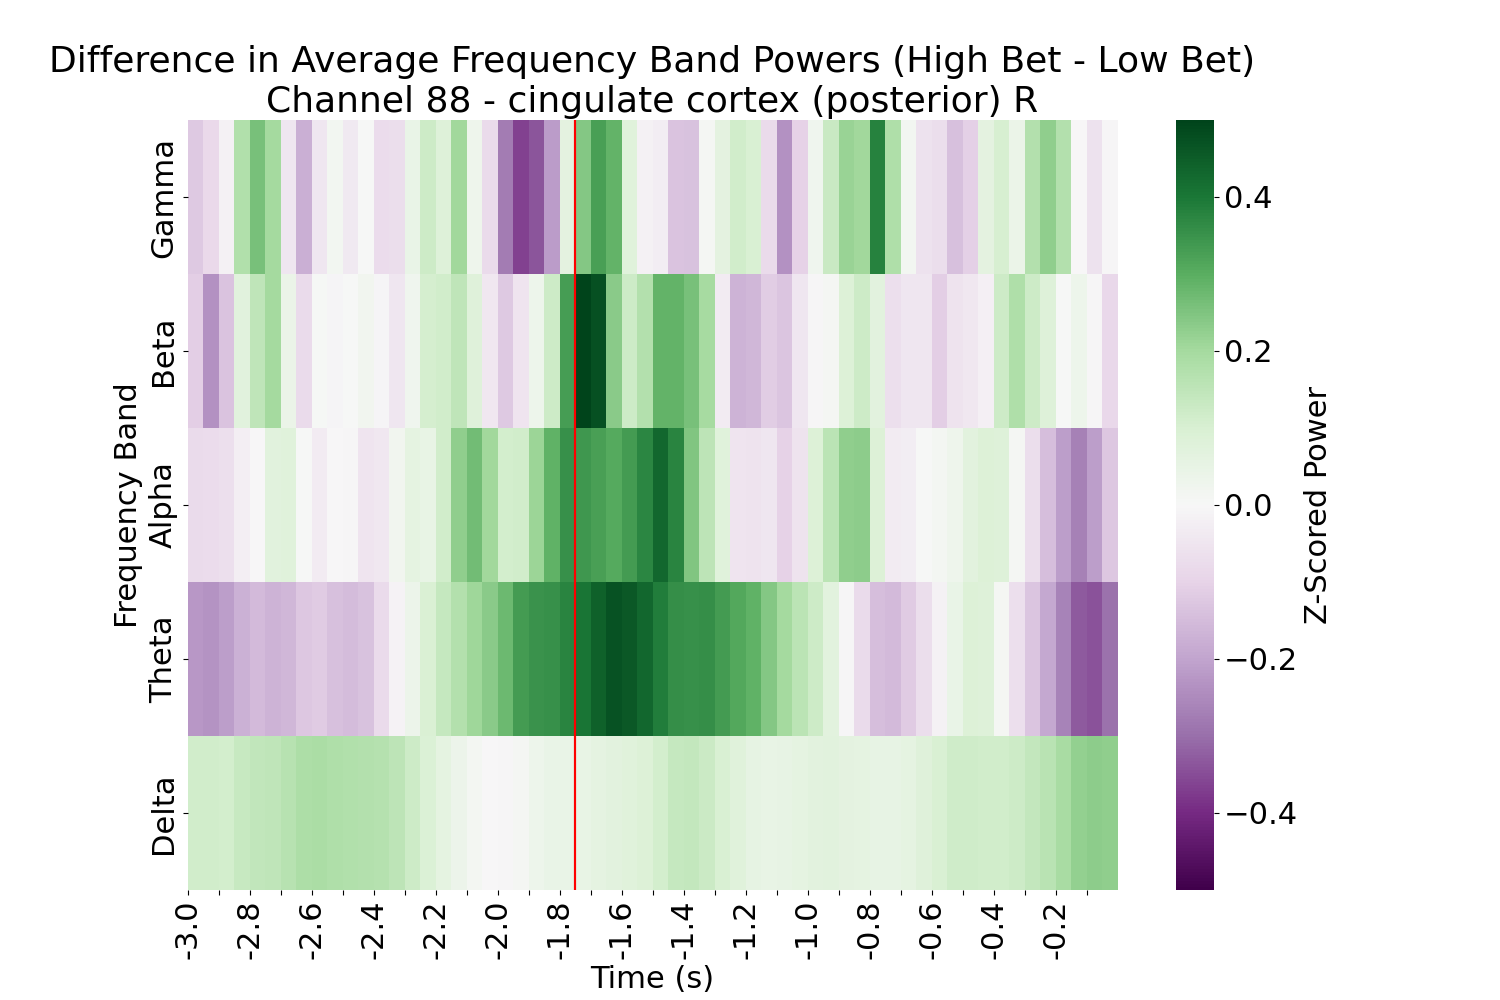 Difference in Average Frequency Band Powers (High Bet - Low Bet)
Channel 88 - cingulate cortex (posterior) R
Frequency Band
Gamma
Beta
Alpha
Theta
Delta
-3.0
-2.8
-2.6
-2.4
-2.2
-2.0
-1.8
-1.6
-1.4
-1.2
-1.0
-0.8
-0.6
-0.4
-0.2
Time (s)
0.4
0.2
0.0
−0.2
−0.4
Z-Scored Power